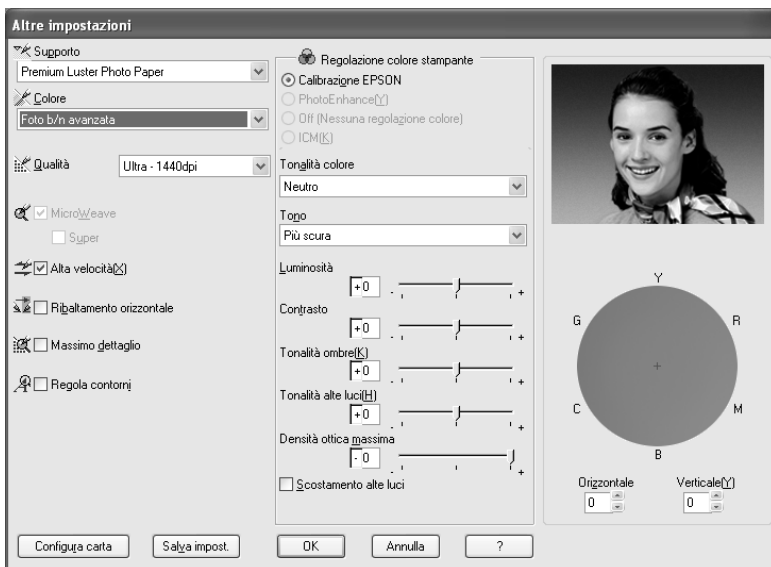 Altre impostazioni
Supporto
Premium Luster Photo Paper
Colore
Foto b/n avanzata
Qualità
Ultra - 1440dpi
MicroWeave
Super
Alta velocità(X)
Ribaltamento orizzontale
Massimo dettaglio
Regola contorni
Configura carta
Salva impost.
Regolazione colore stampante
Calibrazione EPSON
PhotoEnhance(Y)
Off (Nessuna regolazione colore)
ICM(K)
Tonalità colore
Neutro
Tono
Più scura
Luminosità
+0 - +
Contrasto
+0 - +
Tonalità ombre(K)
+0 - +
Tonalità alte luci(H)
+0 - +
Densità ottica massima
- 0 - +
Scostamento alte luci
OK
Annulla
?
Y
G
R
C
M
B
Orizzontale
0
Verticale(Y)
0